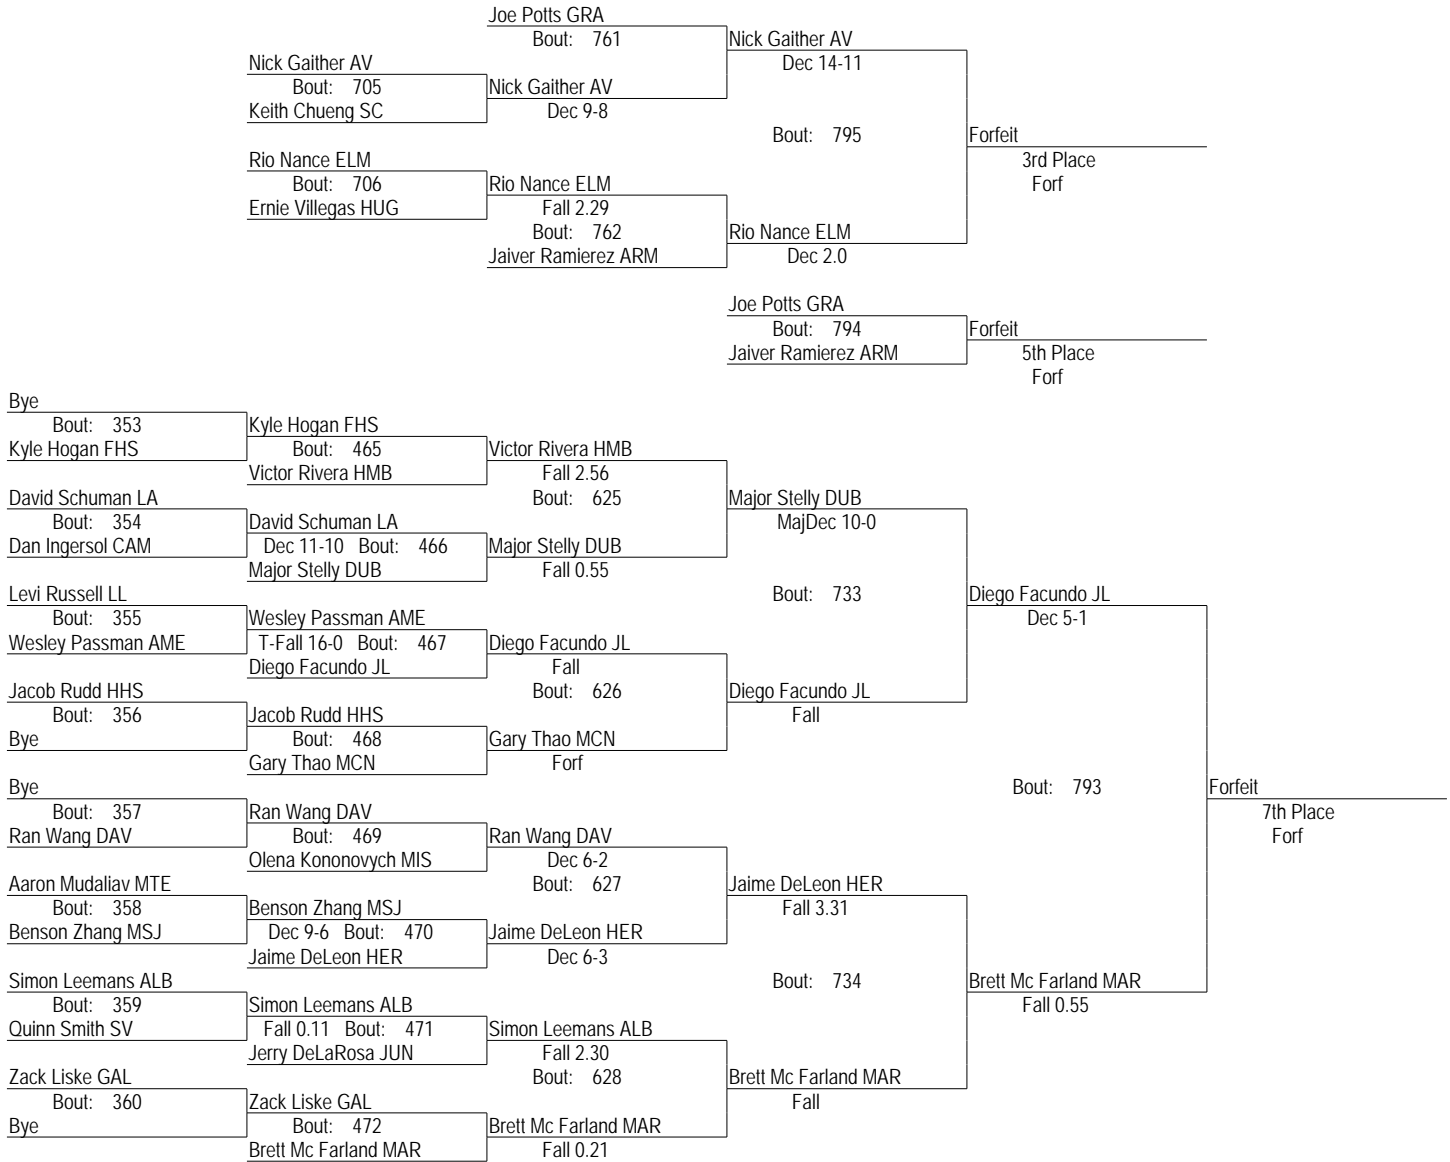 Joe Potts GRA
Bout: 761 Nick Gaither AV
Nick Gaither AV Dec 14-11
Bout: 705 Nick Gaither AV
Keith Chueng SC Dec 9-8
Bout: 795 Forfeit
Rio Nance ELM 3rd Place
Bout: 706 Rio Nance ELM Forf
Ernie Villegas HUG Fall 2.29
Bout: 762 Rio Nance ELM
Jaiver Ramierez ARM Dec 2.0
Joe Potts GRA
Bout: 794 Forfeit
Jaiver Ramierez ARM 5th Place
Forf
Bye
Bout: 353 Kyle Hogan FHS
Kyle Hogan FHS Bout: 465 Victor Rivera HMB
Victor Rivera HMB Fall 2.56
David Schuman LA Bout: 625 Major Stelly DUB
Bout: 354 David Schuman LA MajDec 10-0
Dan Ingersol CAM Dec 11-10 Bout: 466 Major Stelly DUB
Major Stelly DUB Fall 0.55
Levi Russell LL Bout: 733 Diego Facundo JL
Bout: 355 Wesley Passman AME Dec 5-1
Wesley Passman AME T-Fall 16-0 Bout: 467 Diego Facundo JL
Diego Facundo JL Fall
Jacob Rudd HHS Bout: 626 Diego Facundo JL
Bout: 356 Jacob Rudd HHS Fall
Bye Bout: 468 Gary Thao MCN
Gary Thao MCN Forf
Bye Bout: 793 Forfeit
Bout: 357 Ran Wang DAV 7th Place
Ran Wang DAV Bout: 469 Ran Wang DAV Forf
Olena Kononovych MIS Dec 6-2
Aaron Mudaliav MTE Bout: 627 Jaime DeLeon HER
Bout: 358 Benson Zhang MSJ Fall 3.31
Benson Zhang MSJ Dec 9-6 Bout: 470 Jaime DeLeon HER
Jaime DeLeon HER Dec 6-3
Simon Leemans ALB Bout: 734 Brett Mc Farland MAR
Bout: 359 Simon Leemans ALB Fall 0.55
Quinn Smith SV Fall 0.11 Bout: 471 Simon Leemans ALB
Jerry DeLaRosa JUN Fall 2.30
Zack Liske GAL Bout: 628 Brett Mc Farland MAR
Bout: 360 Zack Liske GAL Fall
Bye Bout: 472 Brett Mc Farland MAR
Brett Mc Farland MAR Fall 0.21